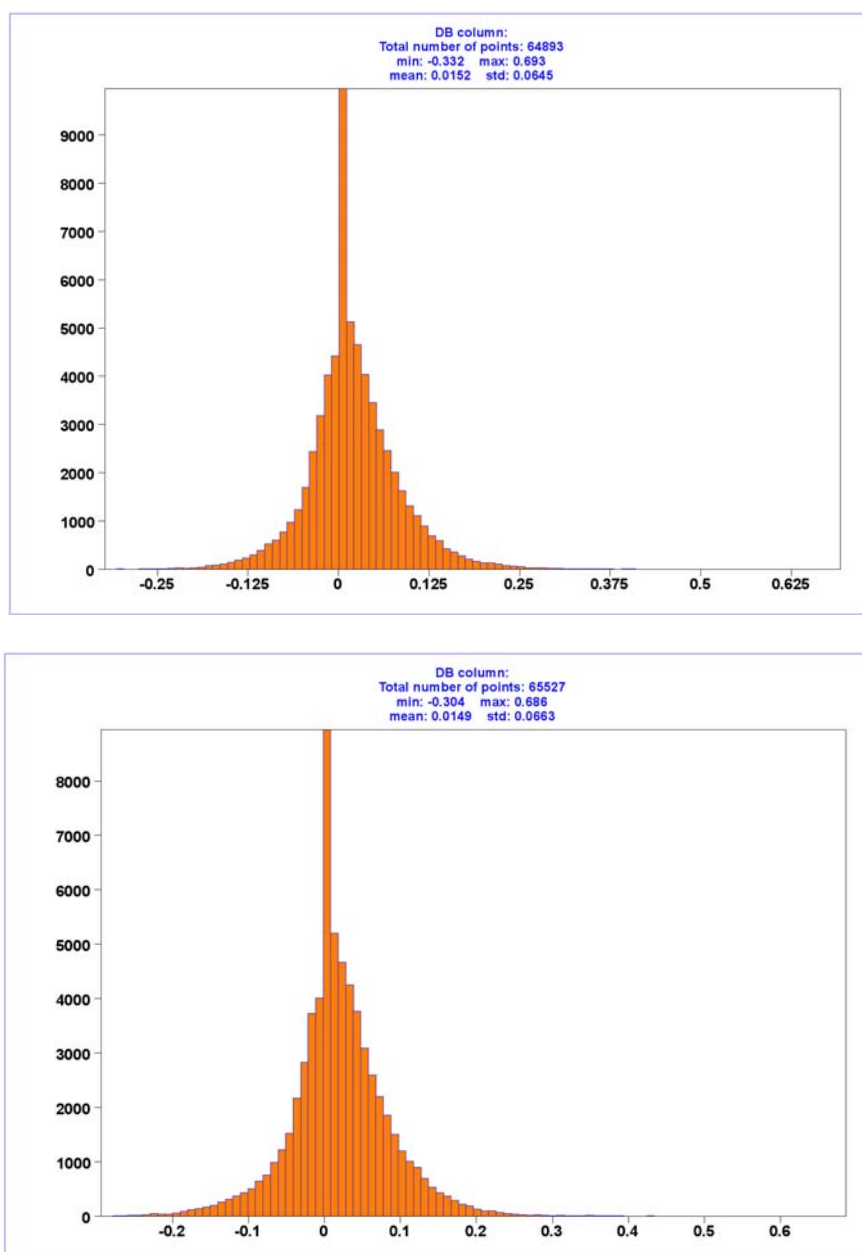 DB column:
Total number of points: 64893
min: -0.332 max: 0.693
mean: 0.0152 std: 0.0645
9000
8000
7000
6000
5000
4000
3000
2000
1000
0
-0.25 -0.125 0 0.125 0.25 0.375 0.5 0.625
DB column:
Total number of points: 65527
min: -0.304 max: 0.686
mean: 0.0149 std: 0.0663
8000
7000
6000
5000
4000
3000
2000
1000
0
-0.2 -0.1 0 0.1 0.2 0.3 0.4 0.5 0.6